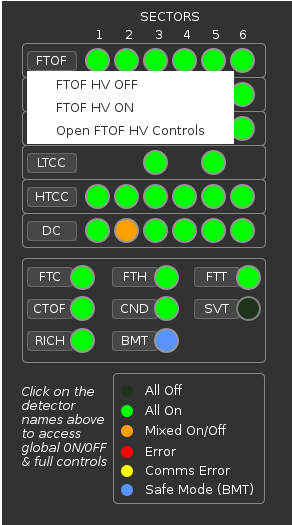 SECTORS
1 2 3 4 5 6
FTOF
FTOF HV OFF
FTOF HV ON
Open FTOF HV Controls
LTCC
HTCC
DC
FTC FTH FTT
CTOF CND SVT
RICH BMT
Click on the
detector
names above
to access
global 0N/0FF
& full controls
All Off
All On
Mixed On/Off
Error
Comms Error
Safe Mode (BMT)